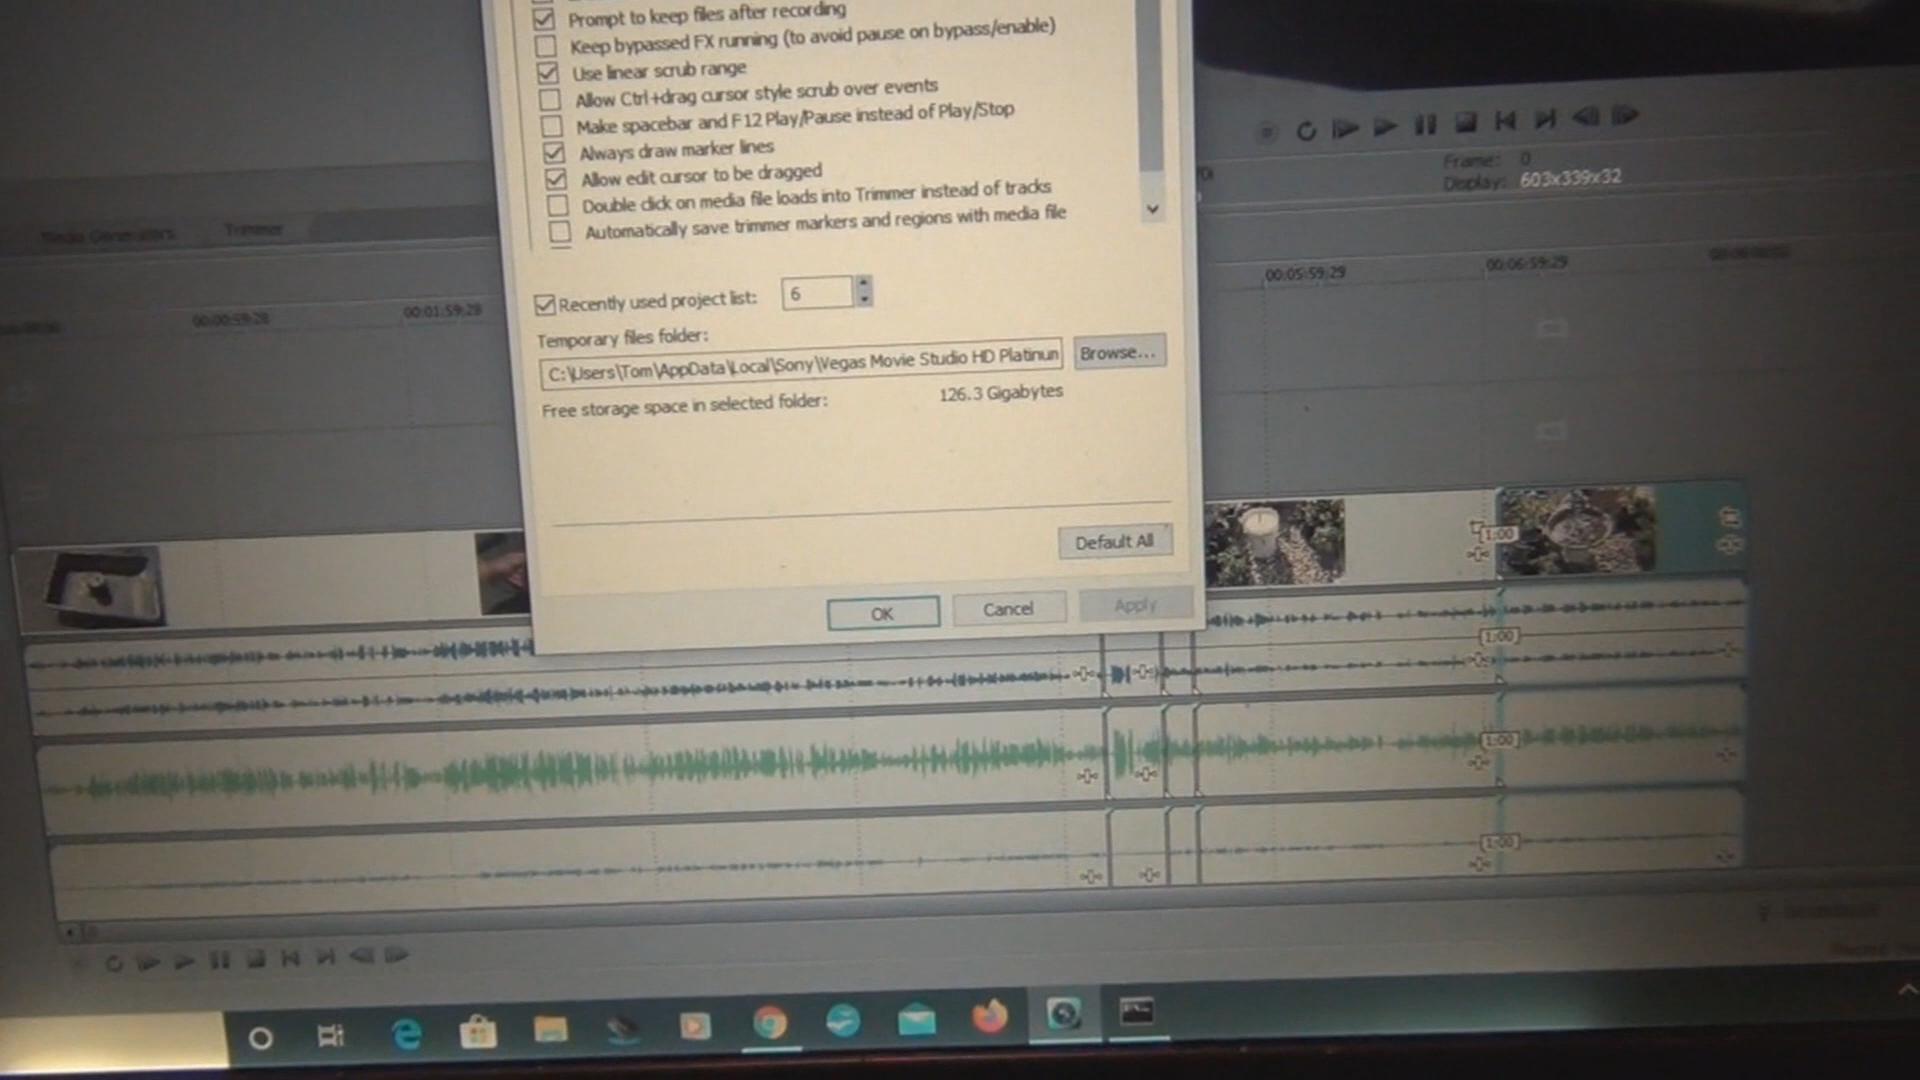 Prompt to keep files after recording
Keep bypassed FX running (to avoid pause on bypass/enable)
Use linear scrub range
Allow Ctrl+drag cursor style scrub over events
Make spacebar and F12 Play/Pause instead of Play/Stop
Always draw marker lines
Allow edit cursor to be dragged
Double click on media file loads into Trimmer instead of tracks
Automatically save trimmer markers and regions with media file
Recently used project list: 6
Temporary files folder:
C:\Users\Tom\AppData\Local\Sony\Vegas Movie Studio HD Platinum
Browse...
Free storage space in selected folder: 126.3 Gigabytes
Default All
OK Cancel Apply
Frame: 0
Display: 603x339x32
Media Generators Trimmer
00:00:59:28 00:01:59:28 00:05:59:29 00:06:59:29
1:00
1:00
1:00
1:00